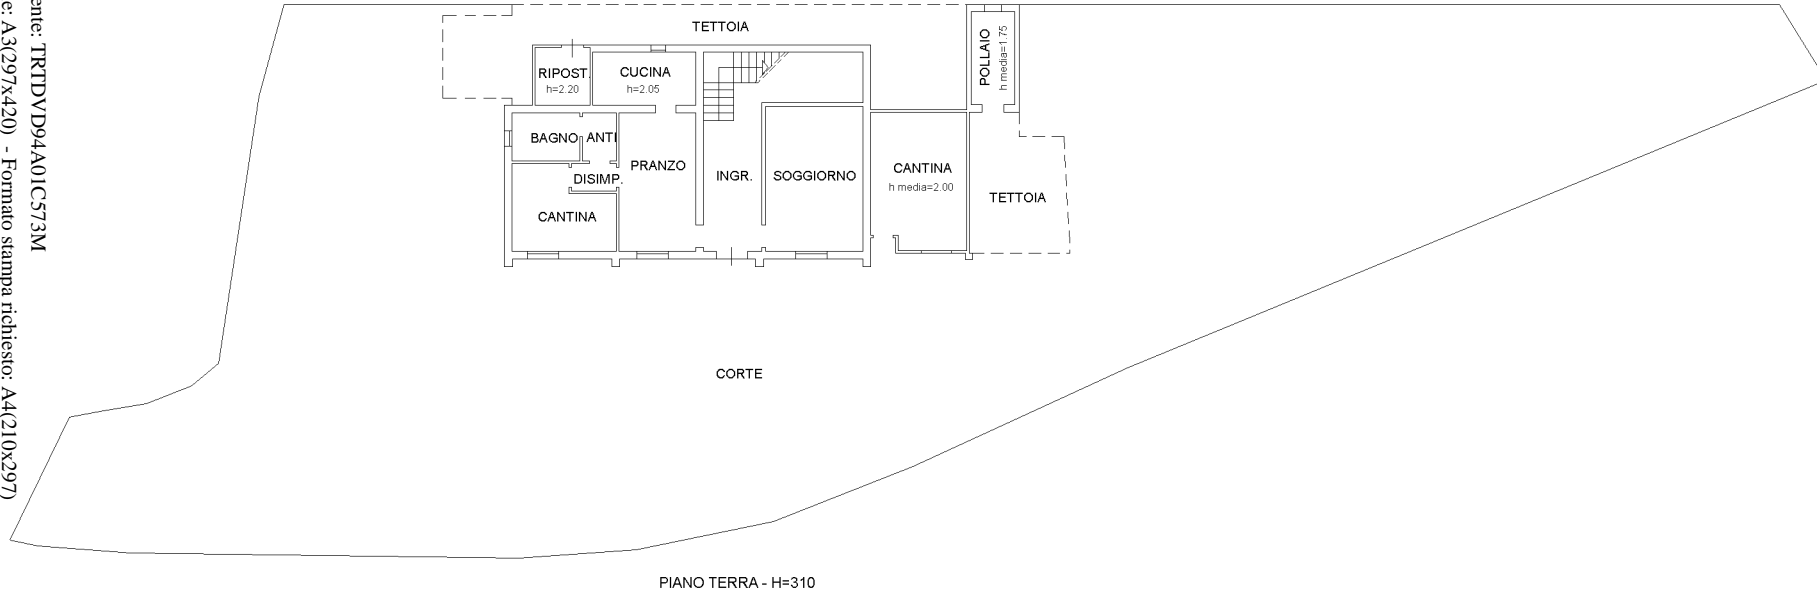 ente: TRTDVD94A01C573M
e: A3(297x420) - Formato stampa richiesto: A4(210x297)
TETTOIA
POLLAIO
h media=1.75
RIPOST.
h=2.20
CUCINA
h=2.05
BAGNO
ANTI
PRANZO
DISIMP.
INGR.
SOGGIORNO
CANTINA
h media=2.00
TETTOIA
CANTINA
CORTE
PIANO TERRA - H=310